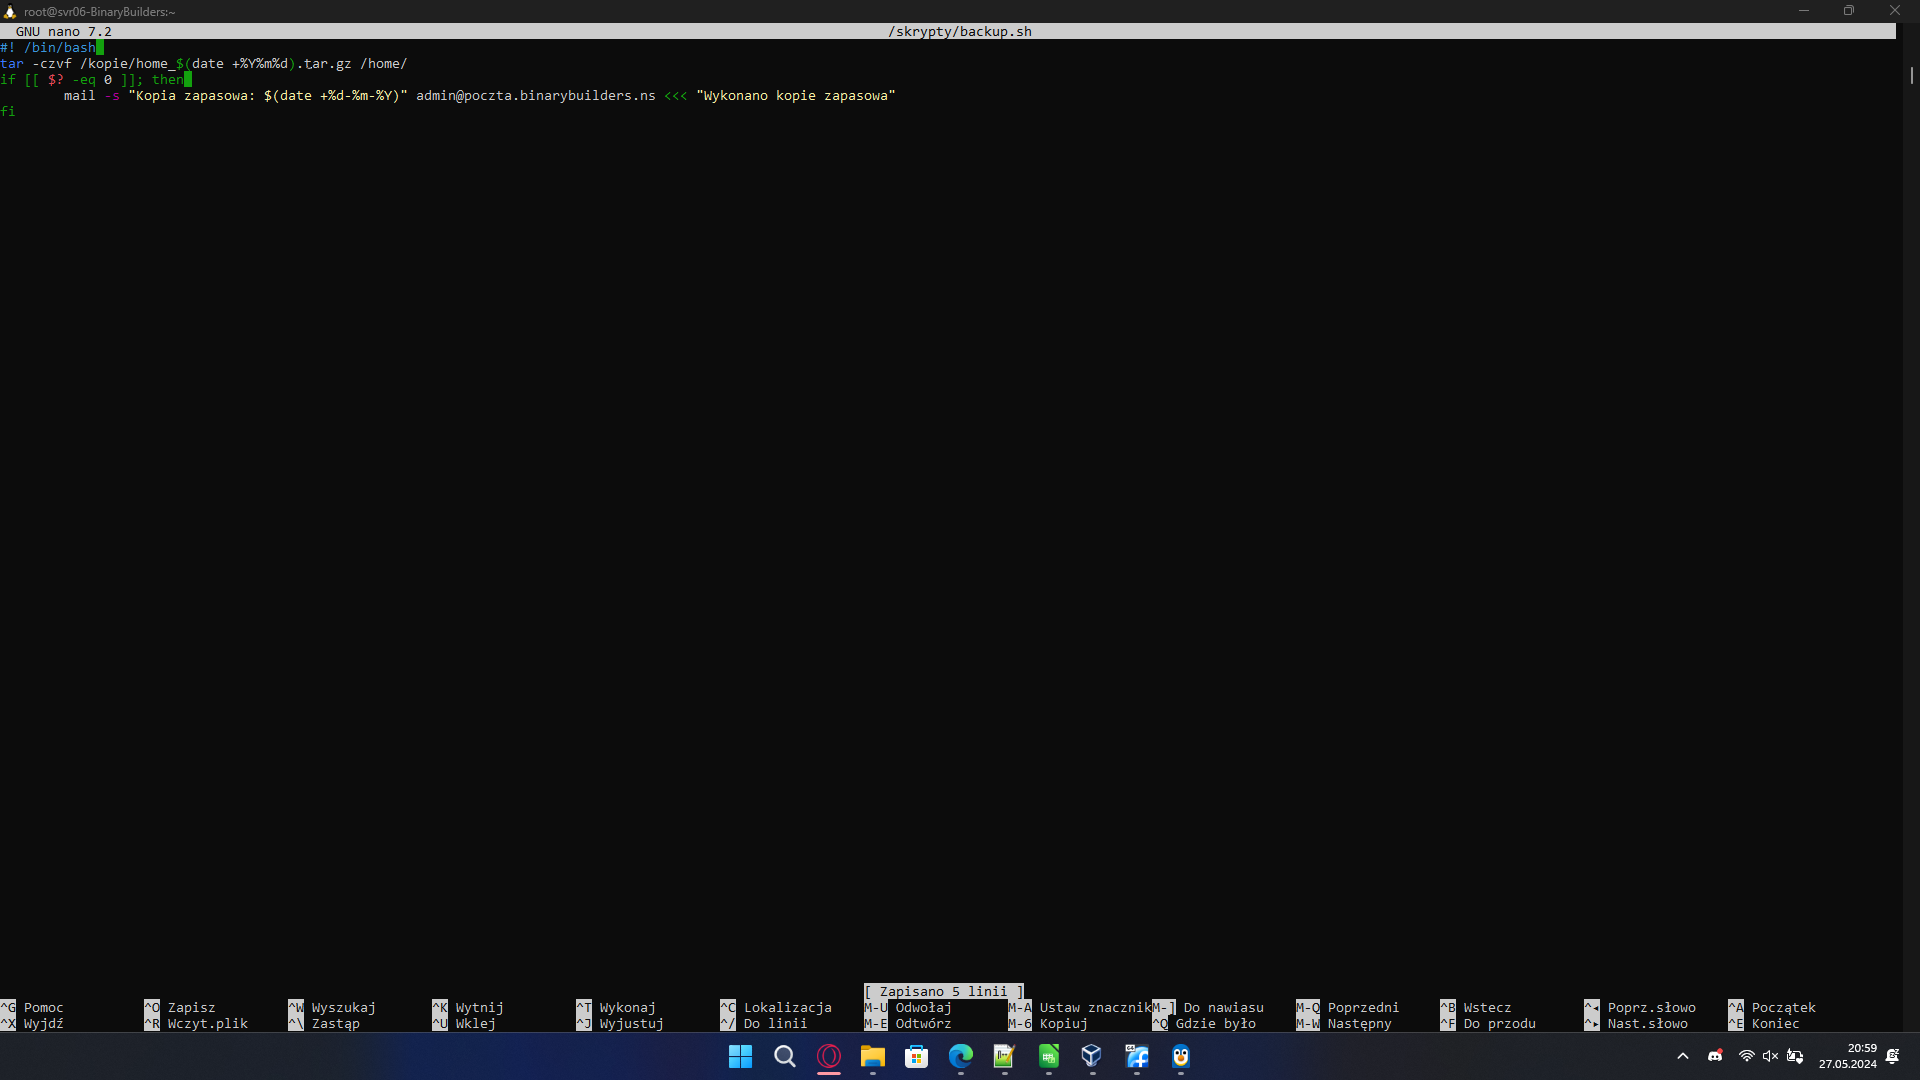 root@svr06-BinaryBuilders:~
GNU nano 7.2 /skrypty/backup.sh
#! /bin/bash
tar -czvf /kopie/home_$(date +%Y%m%d).tar.gz /home/
if [[ $? -eq 0 ]]; then
mail -s "Kopia zapasowa: $(date +%d-%m-%Y)" admin@poczta.binarybuilders.ns <<< "Wykonano kopie zapasowa"
fi
[ Zapisano 5 linii ]
^G Pomoc ^O Zapisz ^W Wyszukaj ^K Wytnij ^T Wykonaj ^C Lokalizacja M-U Odwołaj M-A Ustaw znacznik M-] Do nawiasu M-Q Poprzedni ^B Wstecz ^◂ Poprz.słowo ^A Początek
^X Wyjdź ^R Wczyt.plik ^\ Zastąp ^U Wklej ^J Wyjustuj ^/ Do linii M-E Odtwórz M-6 Kopiuj ^Q Gdzie było M-W Następny ^F Do przodu ^▸ Nast.słowo ^E Koniec
20:59
27.05.2024